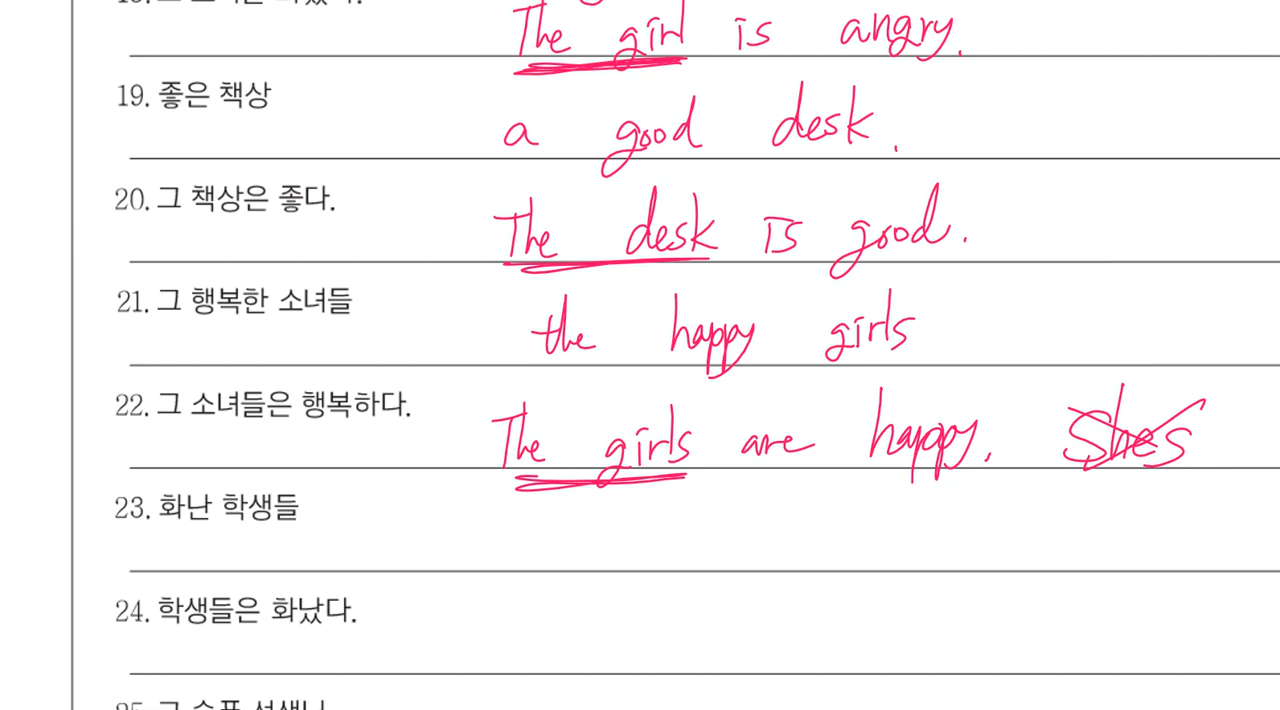 The girl is angry.
19. 좋은 책상
a good desk.
20. 그 책상은 좋다.
The desk is good.
21. 그 행복한 소녀들
the happy girls
22. 그 소녀들은 행복하다.
The girls are happy. Shes
23. 화난 학생들
24. 학생들은 화났다.